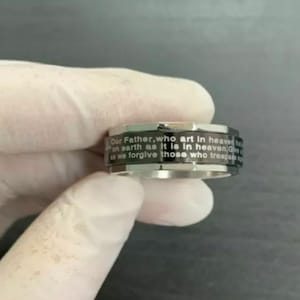 Our Father, who art in heaven
on earth as it is in heaven. Give
as we forgive those who trespass